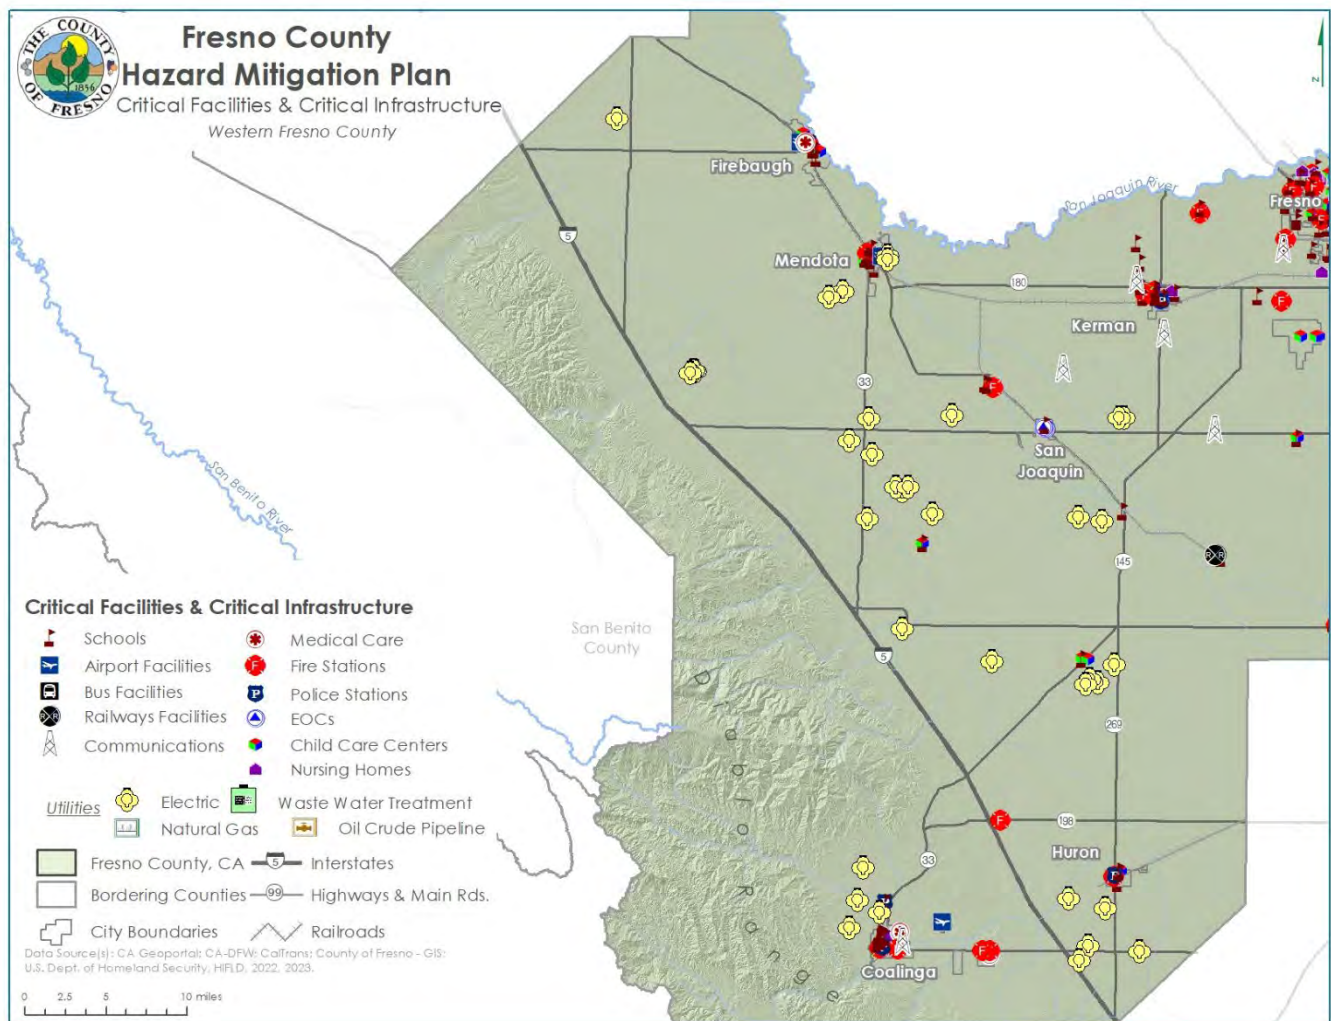 THE COUNTY OF FRESNO
1856
Fresno County
Hazard Mitigation Plan
Critical Facilities & Critical Infrastructure
Western Fresno County
N
Firebaugh
San Joaquin River
Fresno
5
Mendota
180
Kerman
33
San
Joaquin
San Benito River
145
San Benito
County
5
Diablo Range
269
198
33
Huron
Coalinga
Critical Facilities & Critical Infrastructure
Schools
Medical Care
Airport Facilities
Fire Stations
Bus Facilities
Police Stations
Railways Facilities
EOCs
Communications
Child Care Centers
Nursing Homes
Utilities
Electric
Waste Water Treatment
Natural Gas
Oil Crude Pipeline
Fresno County, CA
5
Interstates
Bordering Counties
99
Highways & Main Rds.
City Boundaries
Railroads
Data Source(s): CA Geoportal; CA-DFW; CalTrans; County of Fresno - GIS;
U.S. Dept. of Homeland Security, HIFLD, 2022, 2023.
0 2.5 5 10 miles